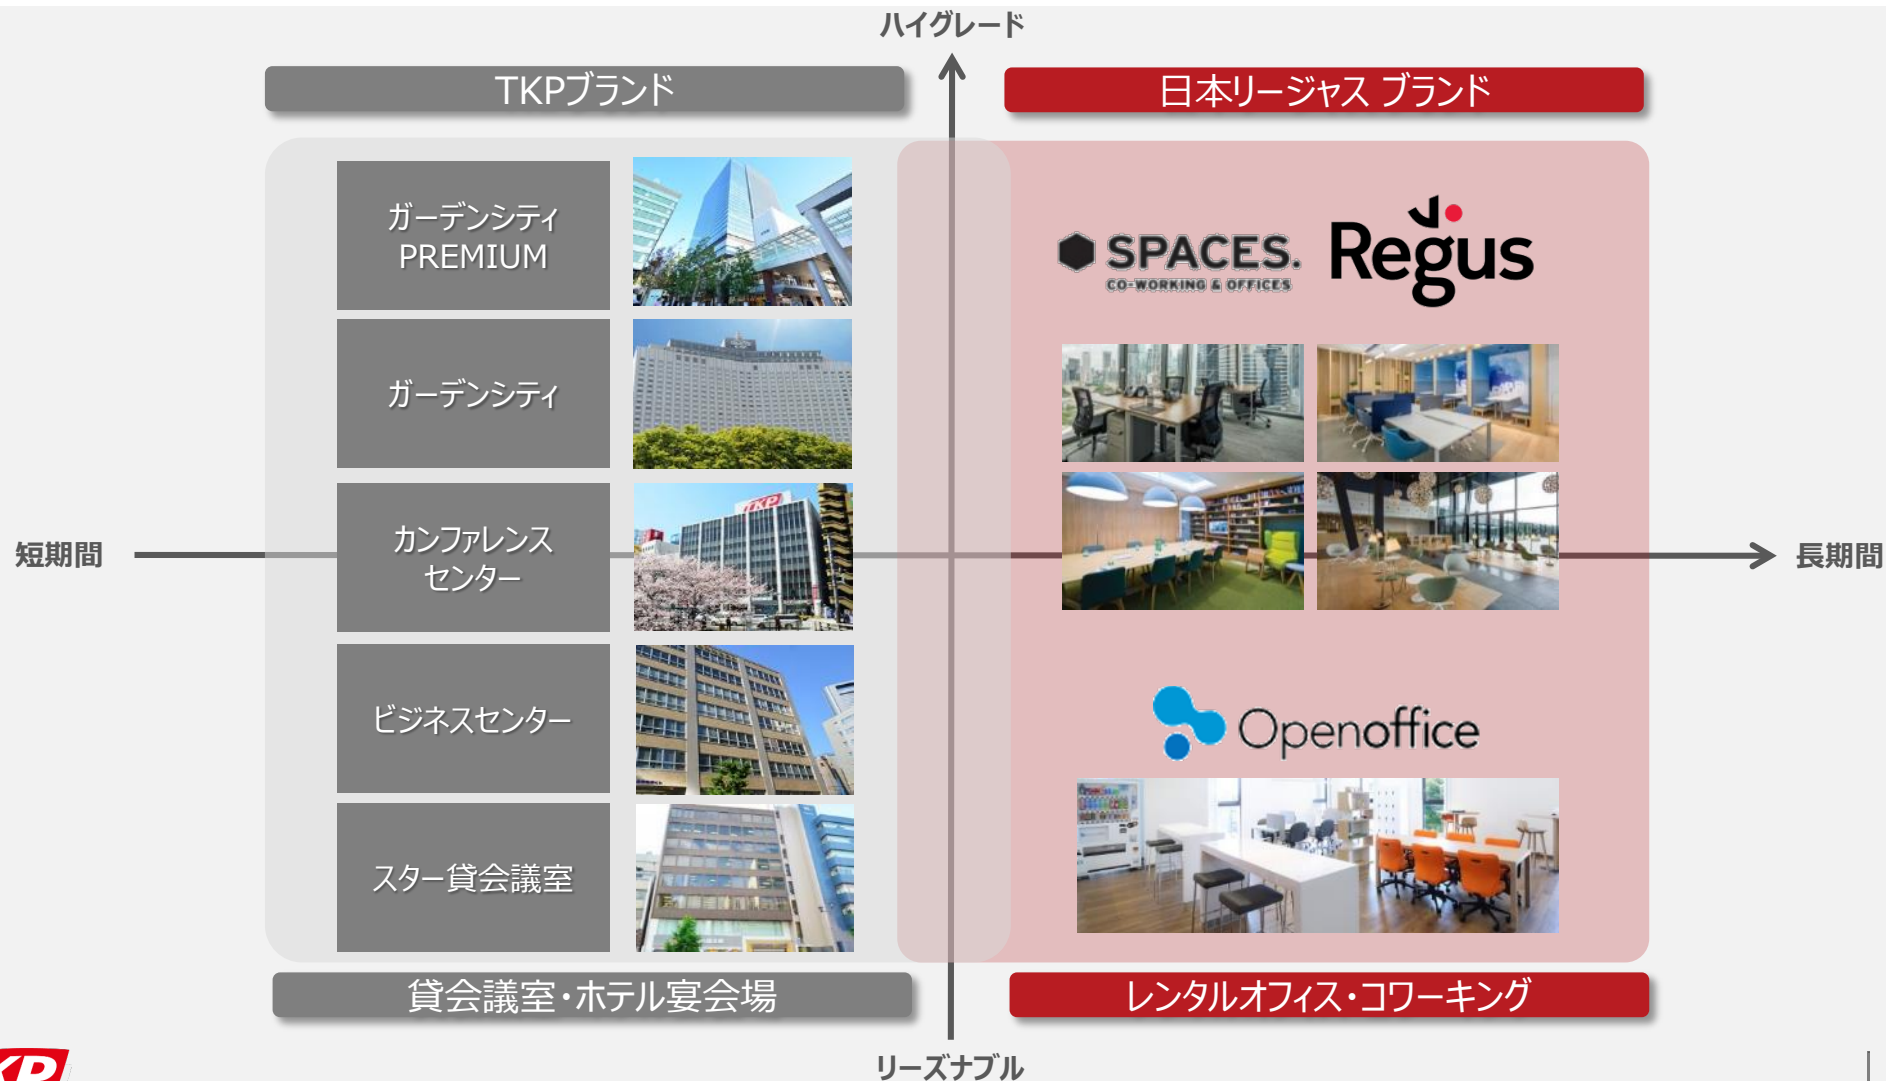 ハイグレード
TKPブランド
日本リージャス ブランド
ガーデンシティ
PREMIUM
SPACES.
CO-WORKING & OFFICES
Regus
ガーデンシティ
カンファレンス
センター
TKP
短期間
長期間
ビジネスセンター
Openoffice
スター貸会議室
貸会議室・ホテル宴会場
レンタルオフィス・コワーキング
リーズナブル